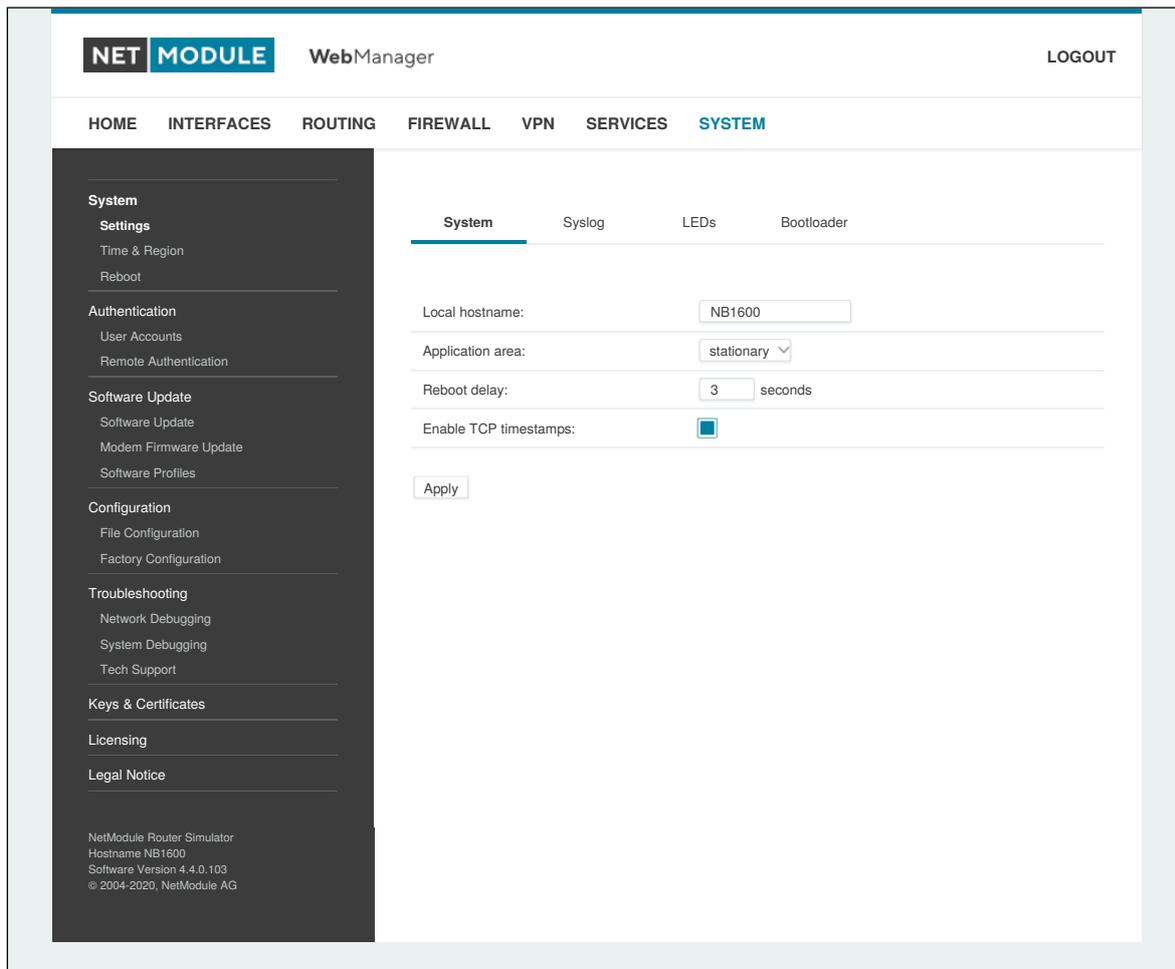 NET MODULE WebManager LOGOUT
HOME INTERFACES ROUTING FIREWALL VPN SERVICES SYSTEM
System
Settings
Time & Region
Reboot
Authentication
User Accounts
Remote Authentication
Software Update
Software Update
Modem Firmware Update
Software Profiles
Configuration
File Configuration
Factory Configuration
Troubleshooting
Network Debugging
System Debugging
Tech Support
Keys & Certificates
Licensing
Legal Notice
NetModule Router Simulator
Hostname NB1600
Software Version 4.4.0.103
© 2004-2020, NetModule AG
System Syslog LEDs Bootloader
Local hostname: NB1600
Application area: stationary
Reboot delay: 3 seconds
Enable TCP timestamps:
Apply